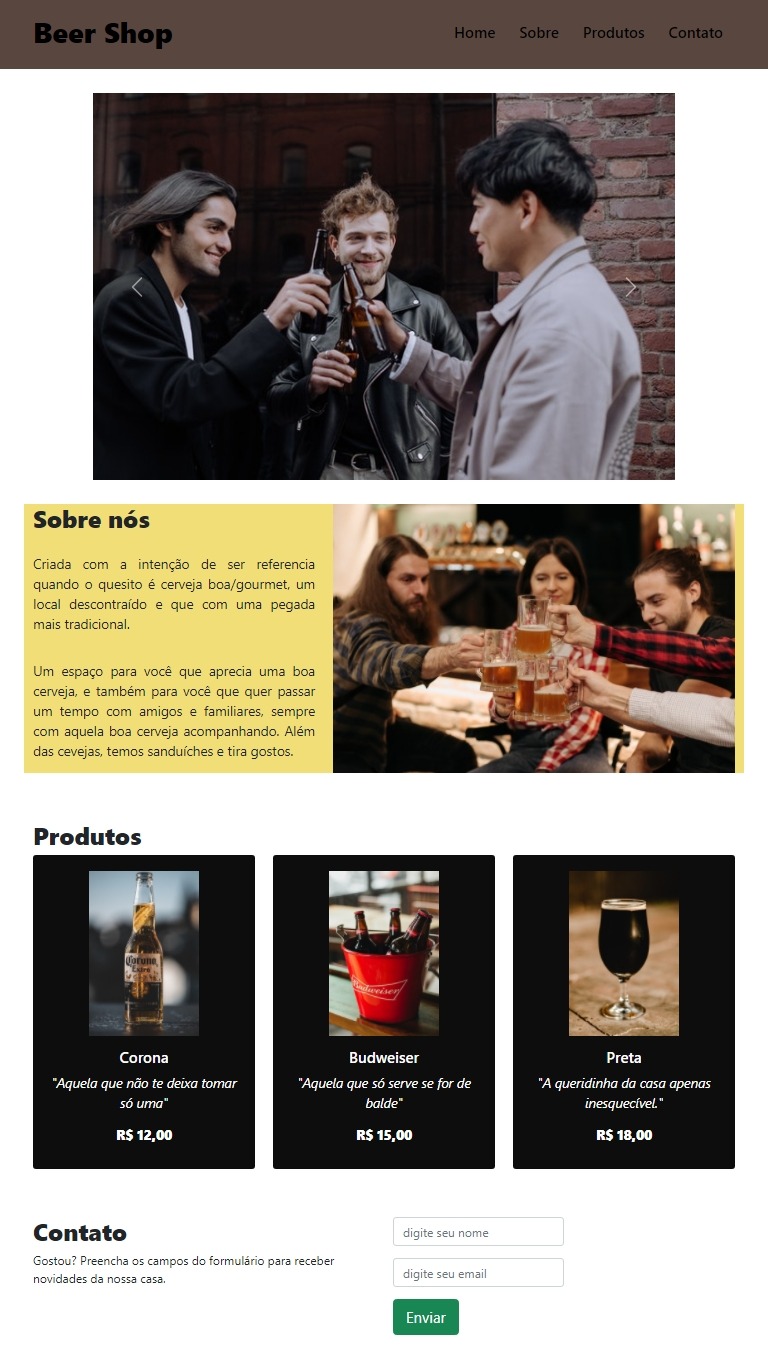 Beer Shop
Home Sobre Produtos Contato
Sobre nós
Criada com a intenção de ser referencia
quando o quesito é cerveja boa/gourmet, um
local descontraído e que com uma pegada
mais tradicional.
Um espaço para você que aprecia uma boa
cerveja, e também para você que quer passar
um tempo com amigos e familiares, sempre
com aquela boa cerveja acompanhando. Além
das cevejas, temos sanduíches e tira gostos.
Produtos
Corona
Extra
Budweiser
Corona
"Aquela que não te deixa tomar
só uma"
R$ 12,00
Budweiser
"Aquela que só serve se for de
balde"
R$ 15,00
Preta
"A queridinha da casa apenas
inesquecível."
R$ 18,00
Contato
Gostou? Preencha os campos do formulário para receber
novidades da nossa casa.
digite seu nome
digite seu email
Enviar